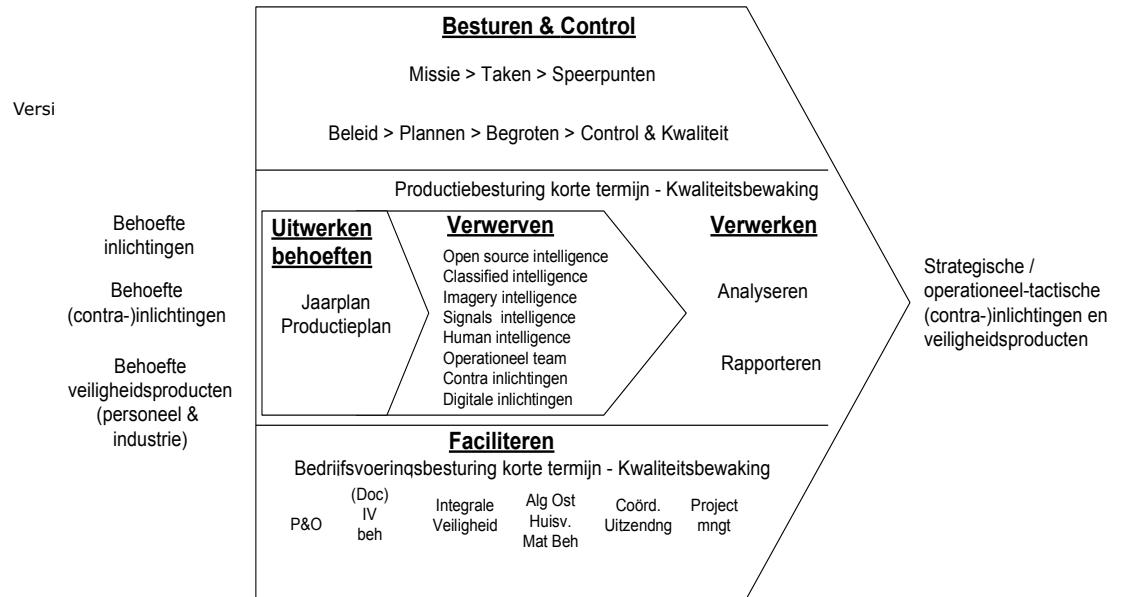 Besturen & Control
Missie > Taken > Speerpunten
Versi
Beleid > Plannen > Begroten > Control & Kwaliteit
Productiebesturing korte termijn - Kwaliteitsbewaking
Behoefte
inlichtingen
Behoefte
(contra-)inlichtingen
Behoefte
veiligheidsproducten
(personeel &
industrie)
Uitwerken
behoeften
Jaarplan
Productieplan
Verwerven
Open source intelligence
Classified intelligence
Imagery intelligence
Signals intelligence
Human intelligence
Operationeel team
Contra inlichtingen
Digitale inlichtingen
Verwerken
Analyseren
Rapporteren
Strategische /
operationeel-tactische
(contra-)inlichtingen en
veiligheidsproducten
Faciliteren
Bedrijfsvoeringsbesturing korte termijn - Kwaliteitsbewaking
P&O
(Doc)
IV
beh
Integrale
Veiligheid
Alg Ost
Huisv.
Mat Beh
Coörd.
Uitzendng
Project
mngt